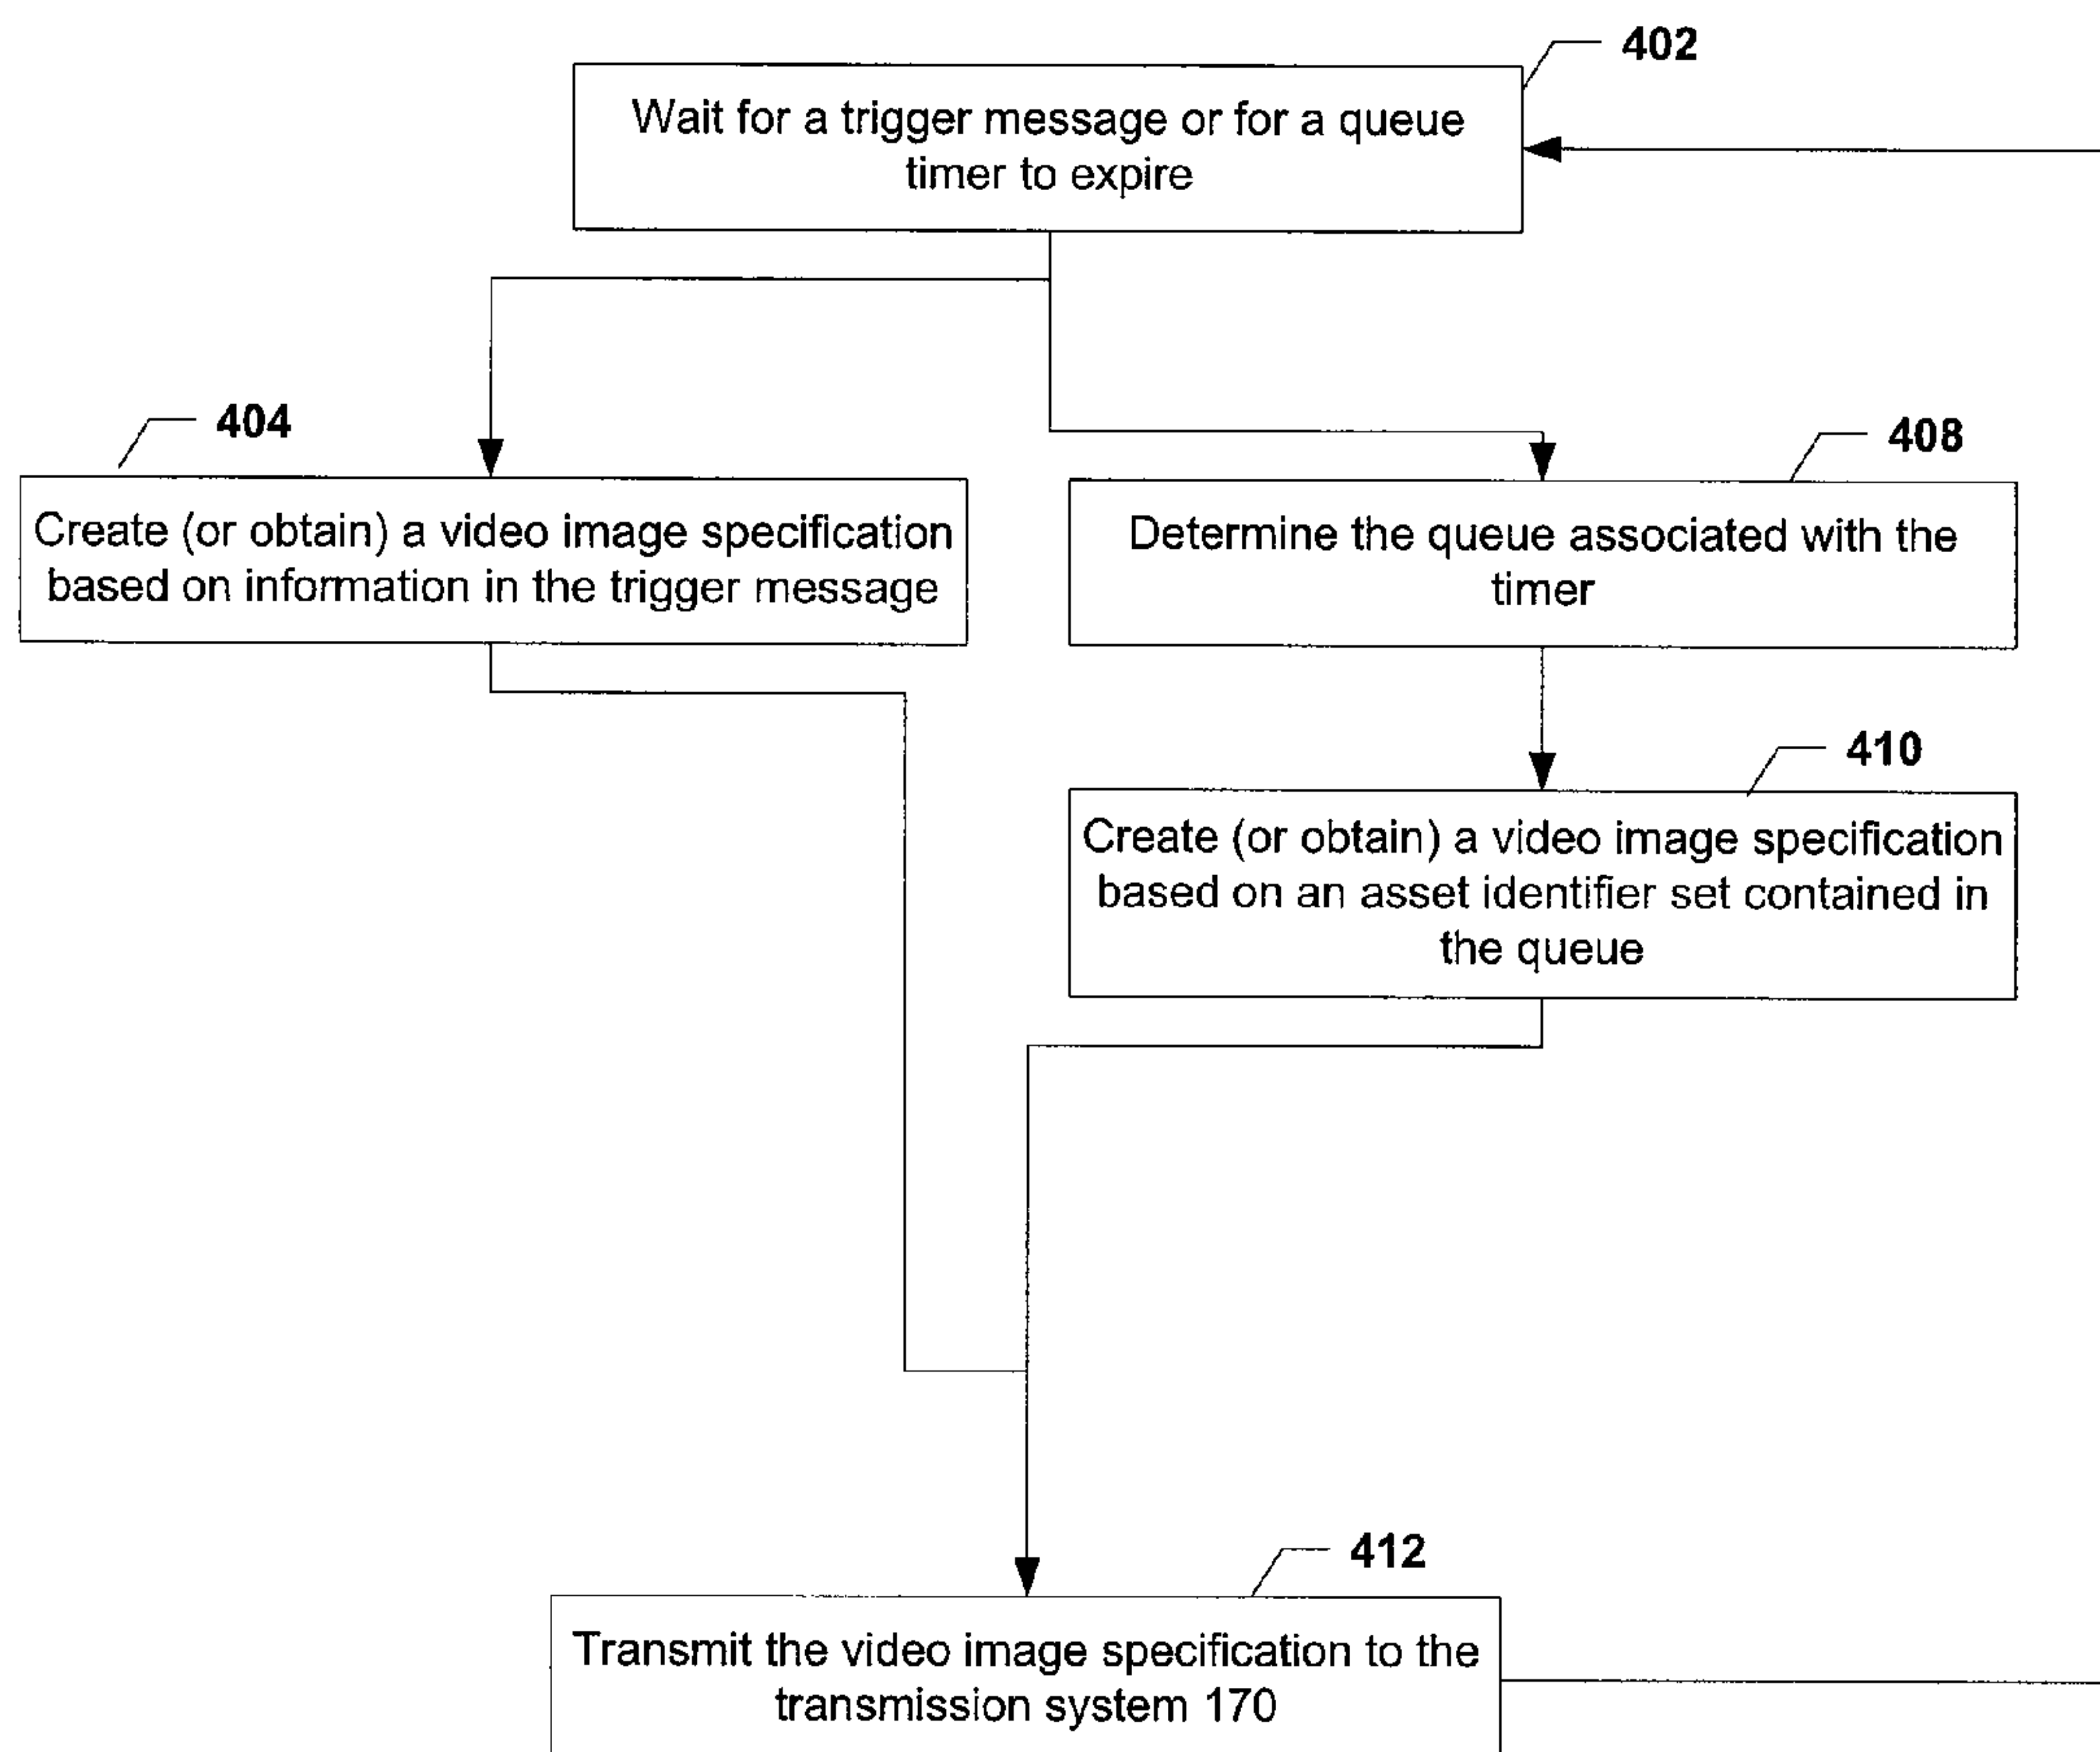 402
Wait for a trigger message or for a queue
timer to expire
404
Create (or obtain) a video image specification
based on information in the trigger message
408
Determine the queue associated with the
timer
410
Create (or obtain) a video image specification
based on an asset identifier set contained in
the queue
412
Transmit the video image specification to the
transmission system 170